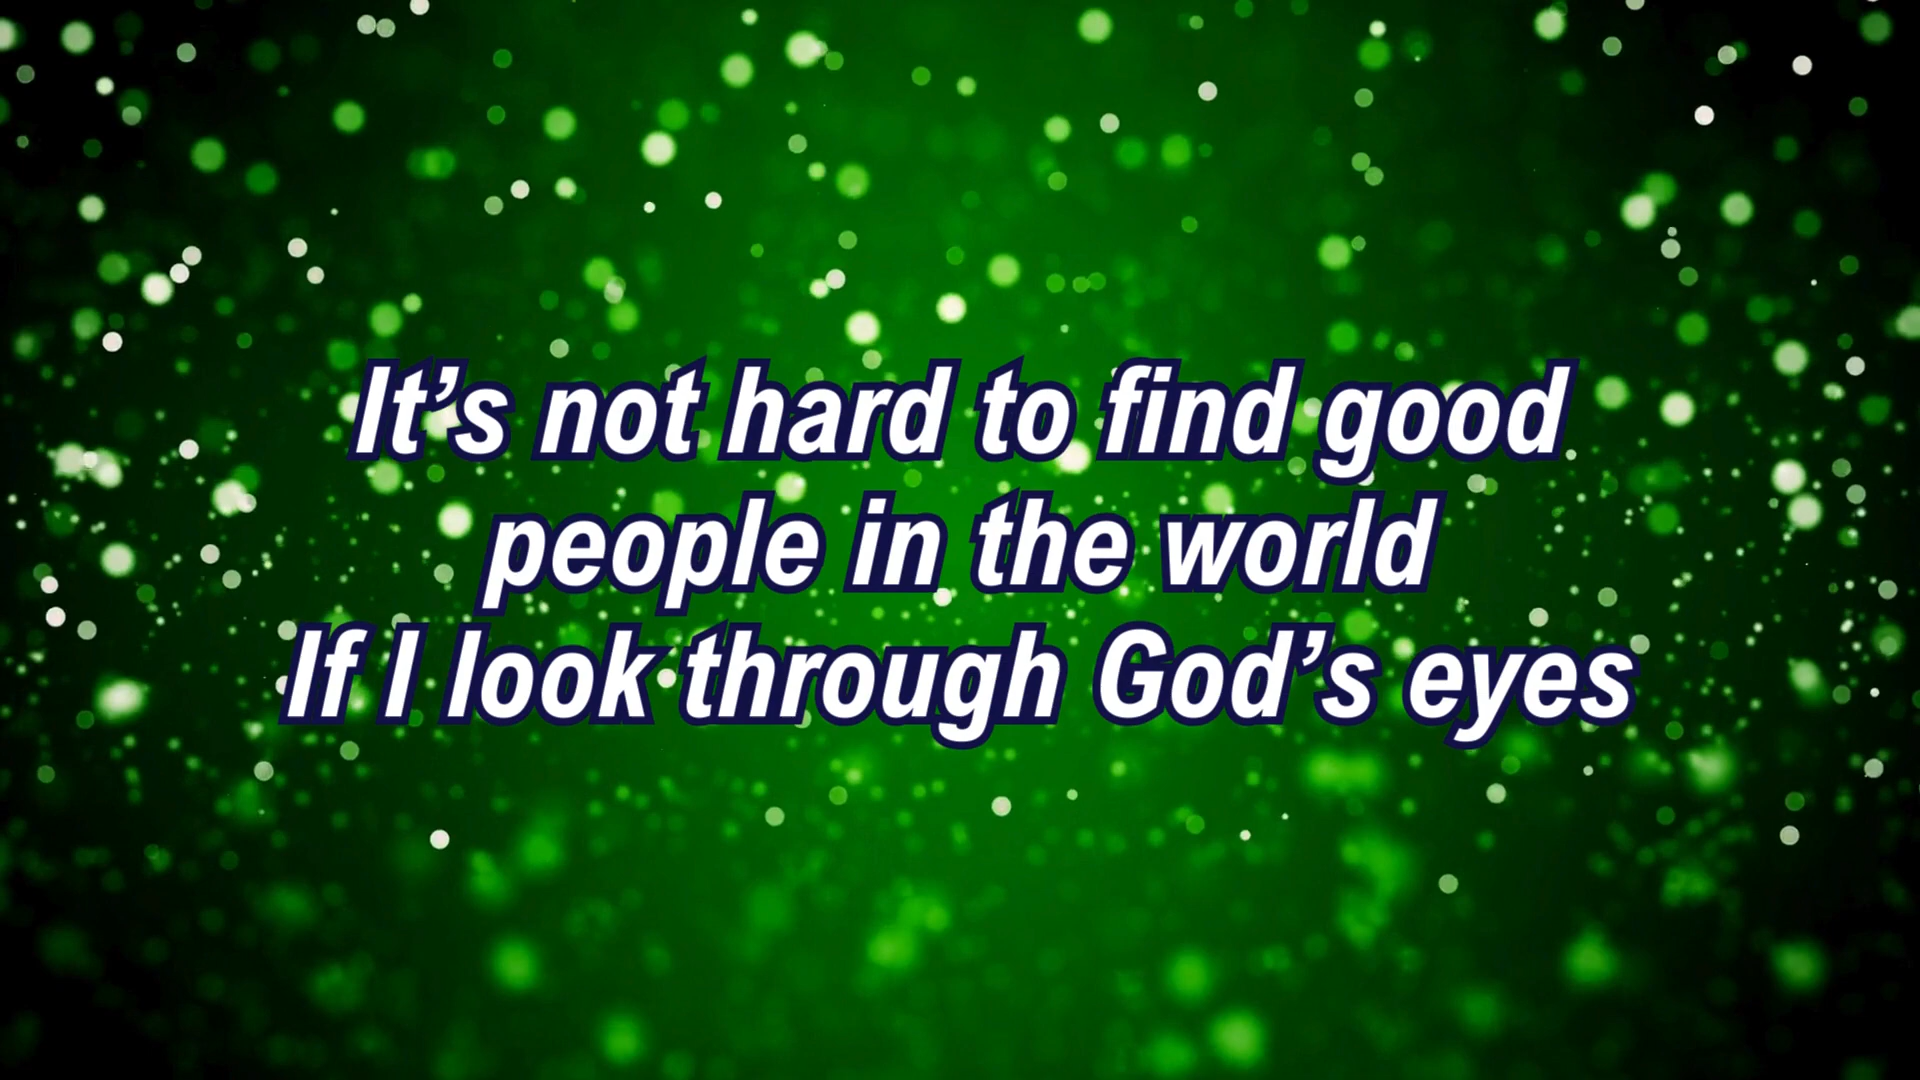 It’s not hard to find good
people in the world
If I look through God’s eyes